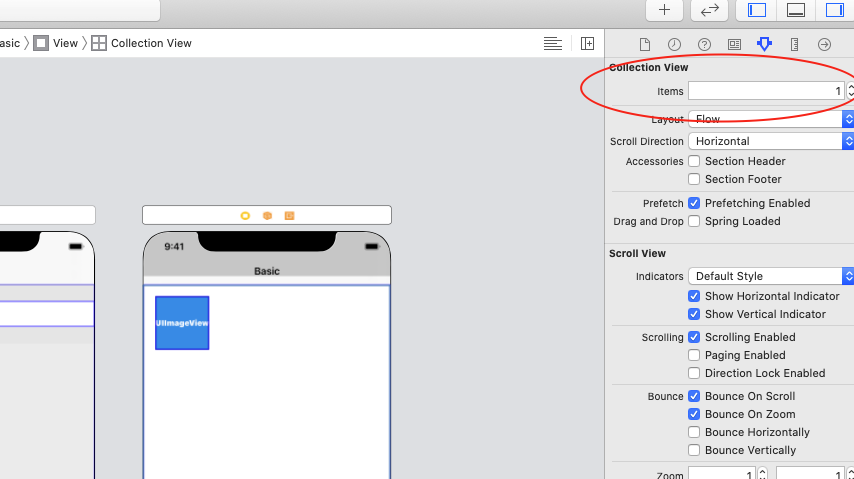 asic View Collection View
Collection View
Items 1
Layout Flow
Scroll Direction Horizontal
Accessories Section Header
Section Footer
Prefetch Prefetching Enabled
Drag and Drop Spring Loaded
9:41
Basic
UIImageView
Scroll View
Indicators Default Style
Show Horizontal Indicator
Show Vertical Indicator
Scrolling Scrolling Enabled
Paging Enabled
Direction Lock Enabled
Bounce Bounce On Scroll
Bounce On Zoom
Bounce Horizontally
Bounce Vertically
Zoom 1 1